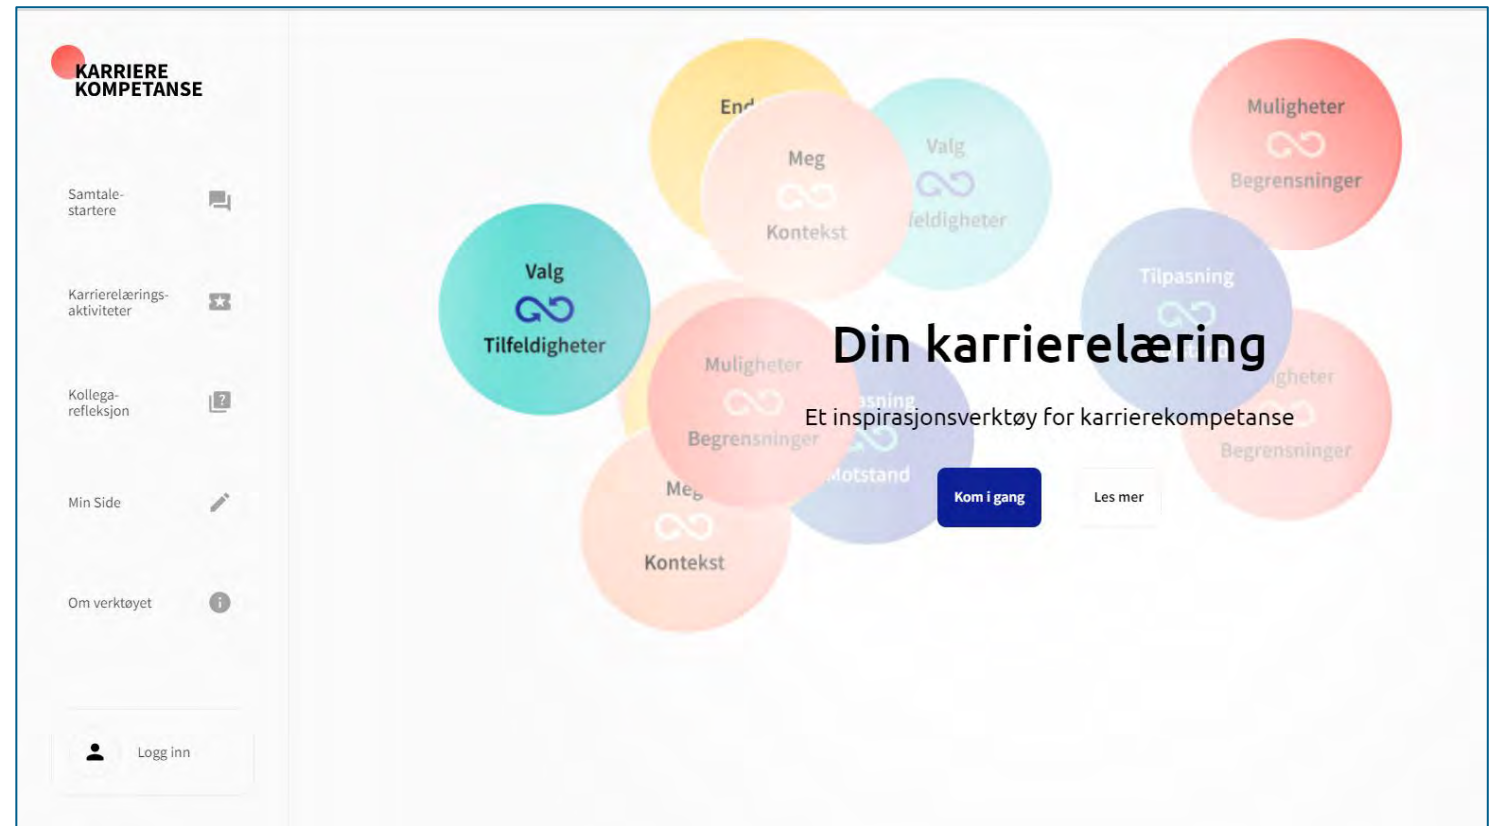 KARRIERE
KOMPETANSE
Samtale-
startere
Karrierelærings-
aktiviteter
Kollega-
refleksjon
Min Side
Om verktøyet
Logg inn
Meg
Kontekst
Valg
Muligheter
Begrensninger
Valg
Tilfeldigheter
Tilpasning
Muligheter
Begrensninger
Begrensninger
Meg
Kontekst
Din karrierelæring
Et inspirasjonsverktøy for karrierekompetanse
Kom i gang
Les mer